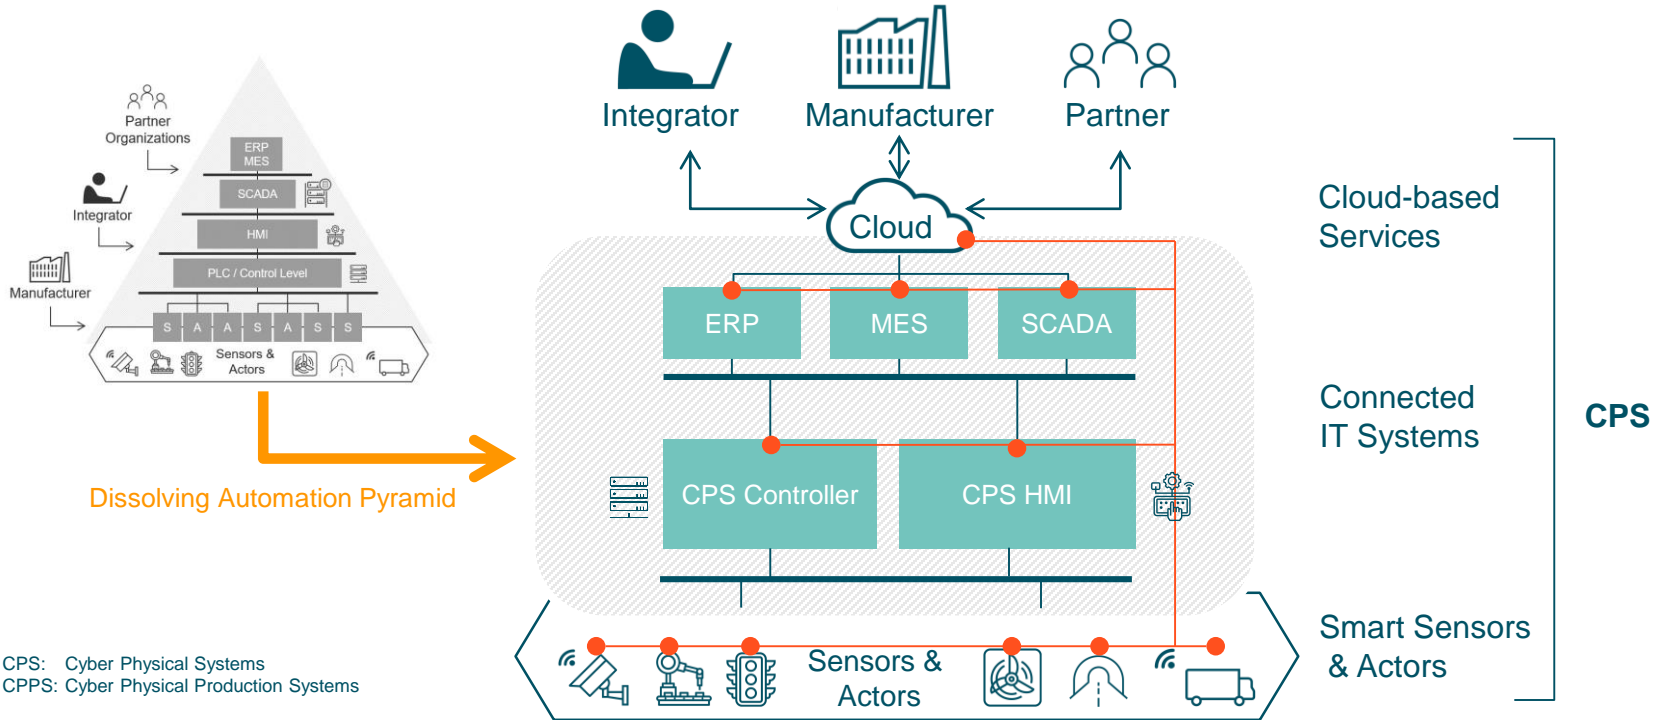 Partner
Organizations
ERP
MES
SCADA
Integrator
HMI
PLC / Control Level
Manufacturer
S A A S A S S
Sensors &
Actors
Dissolving Automation Pyramid
CPS: Cyber Physical Systems
CPPS: Cyber Physical Production Systems
Integrator
Manufacturer
Partner
Cloud
ERP
MES
SCADA
CPS Controller
CPS HMI
Sensors &
Actors
Cloud-based
Services
Connected
IT Systems
Smart Sensors
& Actors
CPS